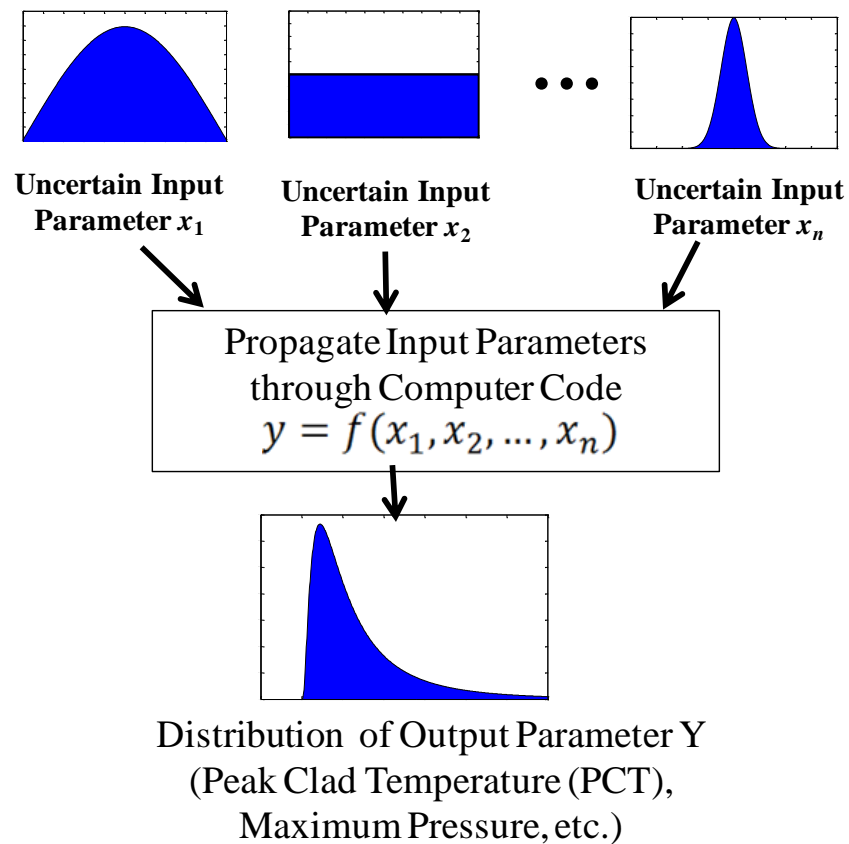 Uncertain Input
Parameter x₁
Uncertain Input
Parameter x₂
Uncertain Input
Parameter xₙ
Propagate Input Parameters
through Computer Code
y = f(x₁, x₂, ..., xₙ)
Distribution of Output Parameter Y
(Peak Clad Temperature (PCT),
Maximum Pressure, etc.)